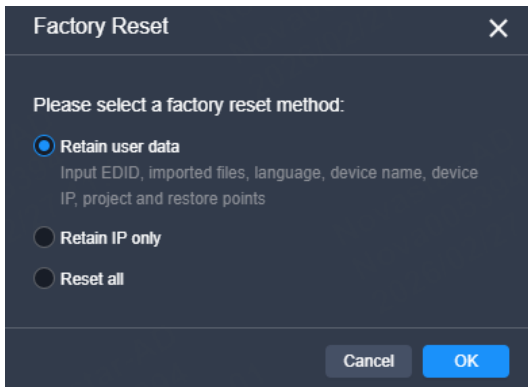 Factory Reset
Please select a factory reset method:
Retain user data
Input EDID, imported files, language, device name, device
IP, project and restore points
Retain IP only
Reset all
Cancel OK